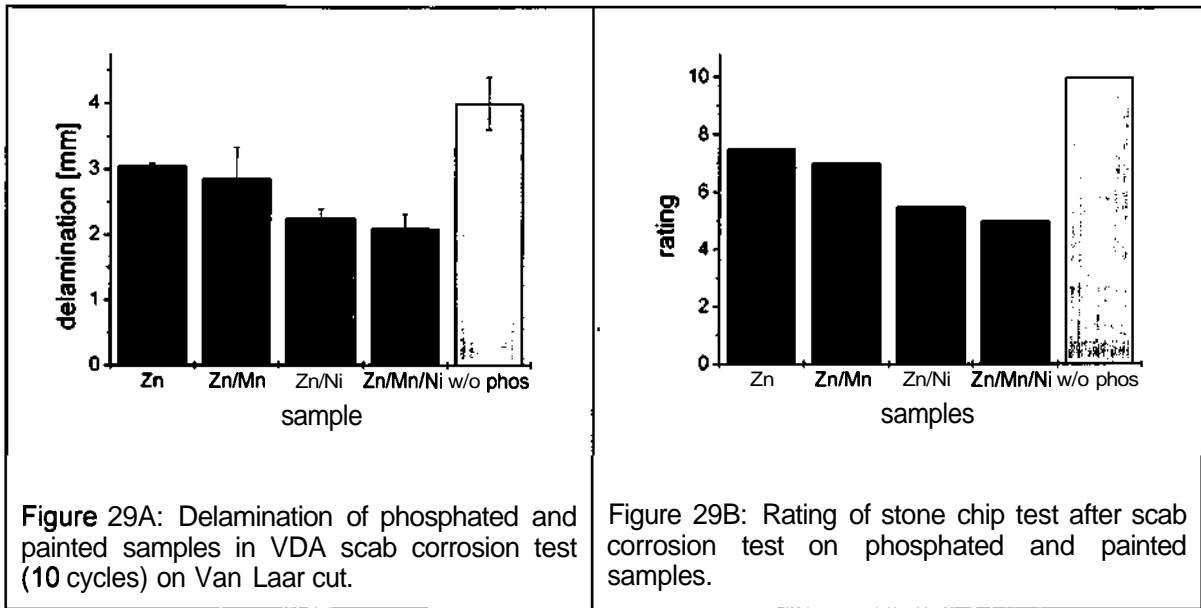 delamination [mm]
4
3
2
1
0
Zn Zn/Mn Zn/Ni Zn/Mn/Ni w/o phos
sample
Figure 29A: Delamination of phosphated and
painted samples in VDA scab corrosion test
(10 cycles) on Van Laar cut.
rating
10
8
6
4
2
0
Zn Zn/Mn Zn/Ni Zn/Mn/Ni w/o phos
samples
Figure 29B: Rating of stone chip test after scab
corrosion test on phosphated and painted
samples.